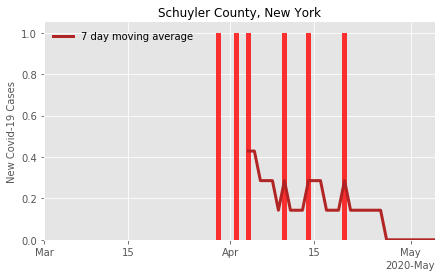 Schuyler County, New York
7 day moving average
New Covid-19 Cases
1.0
0.8
0.6
0.4
0.2
0.0
Mar 15 Apr 15 May
2020-May